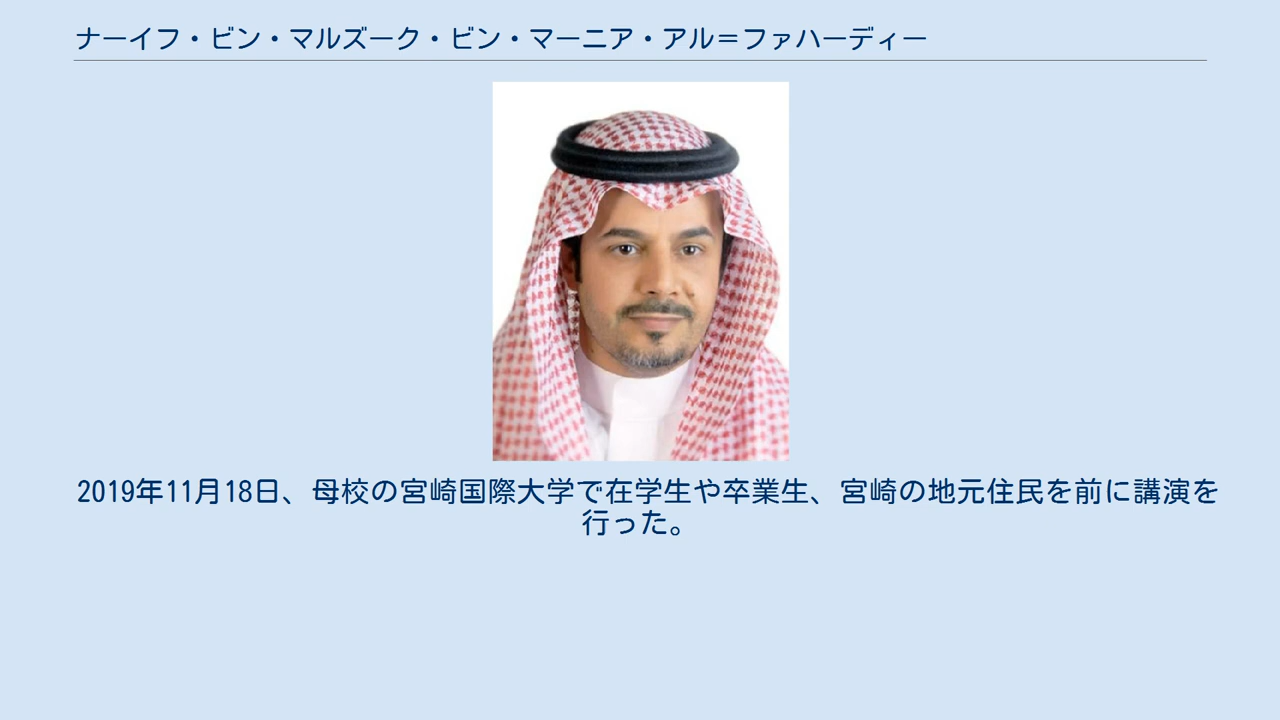 ナーイフ・ビン・マルズーク・ビン・マーニア・アル＝ファハーディー
2019年11月18日、母校の宮崎国際大学で在学生や卒業生、宮崎の地元住民を前に講演を
行った。